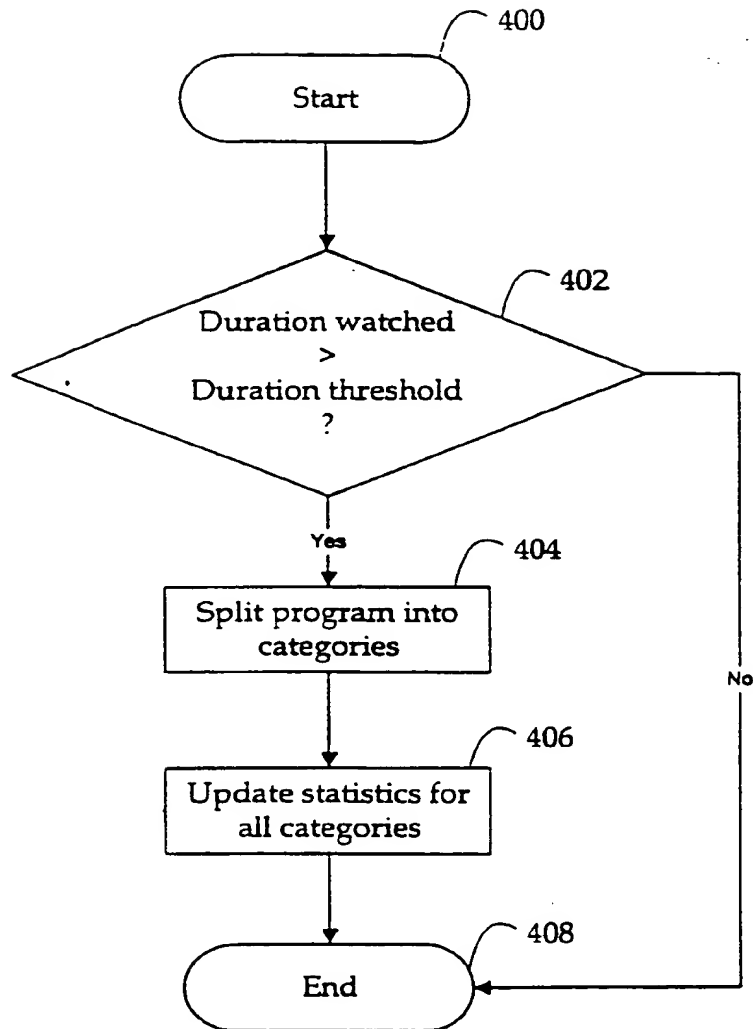 400
Start
402
Duration watched
>
Duration threshold
?
Yes
404
Split program into
categories
No
406
Update statistics for
all categories
408
End